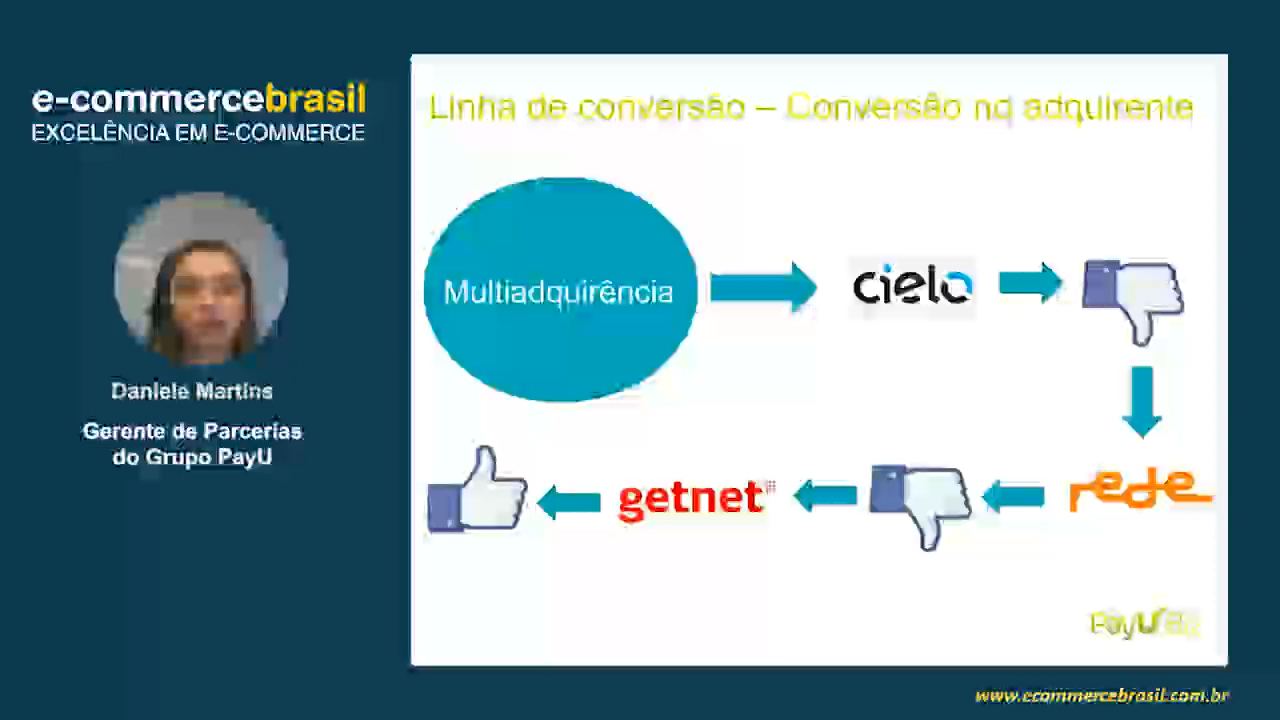 e-commercebrasil
EXCELÊNCIA EM E-COMMERCE
Daniele Martins
Gerente de Parcerias
do Grupo PayU
Linha de conversão – Conversão no adquirente
Multiadquirência
cielo
rede
getnet
PayU
www.ecommercebrasil.com.br